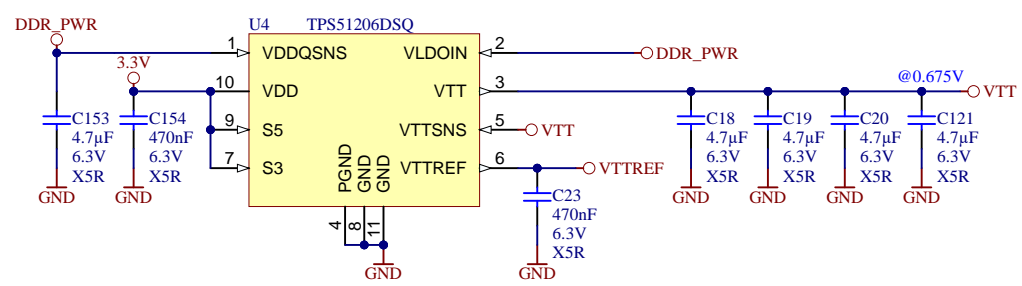 DDR_PWR
U4 TPS51206DSQ
1 VDDQSNS VLDOIN 2 DDR_PWR
3.3V
10 VDD VTT 3 @0.675V VTT
9 S5 VTTSNS 5 VTT
7 S3 VTTREF 6 VTTREF
PGND GND GND
4 8 11
GND
C153
4.7µF
6.3V
X5R
GND
C154
470nF
6.3V
X5R
GND
C23
470nF
6.3V
X5R
GND
C18
4.7µF
6.3V
X5R
GND
C19
4.7µF
6.3V
X5R
GND
C20
4.7µF
6.3V
X5R
GND
C121
4.7µF
6.3V
X5R
GND